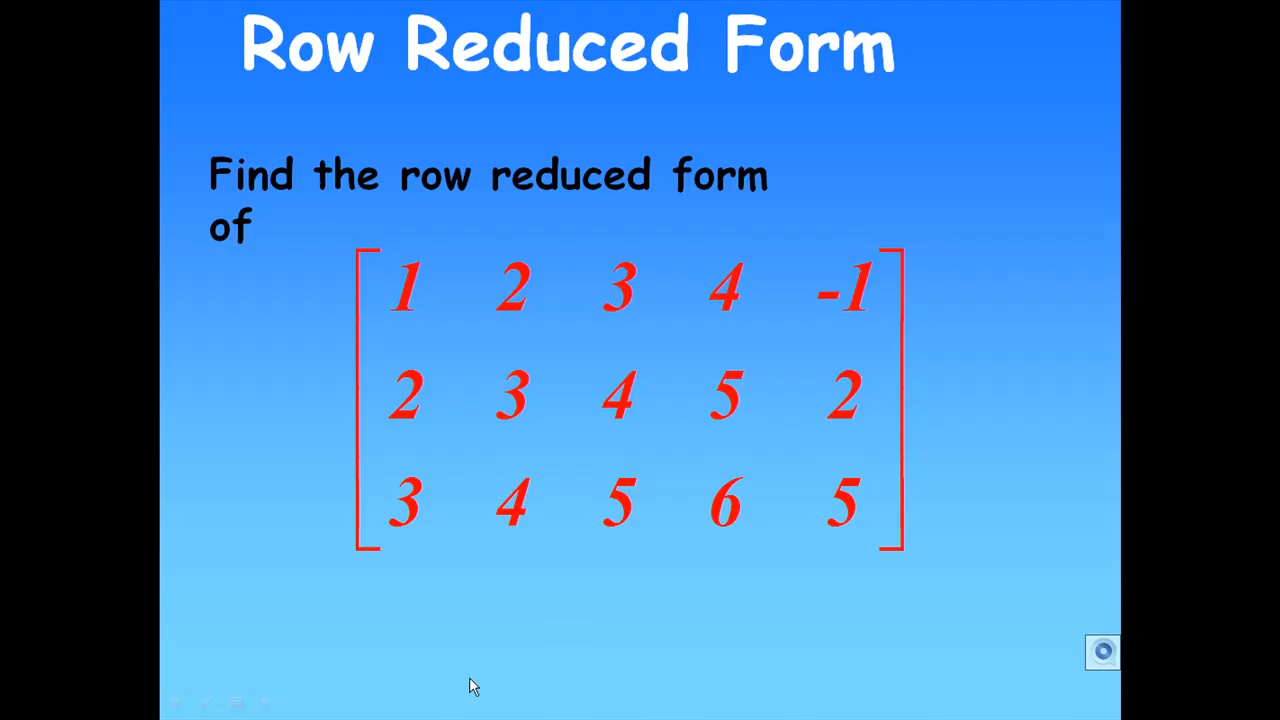 Row Reduced Form
Find the row reduced form
of
1 2 3 4 -1
2 3 4 5 2
3 4 5 6 5